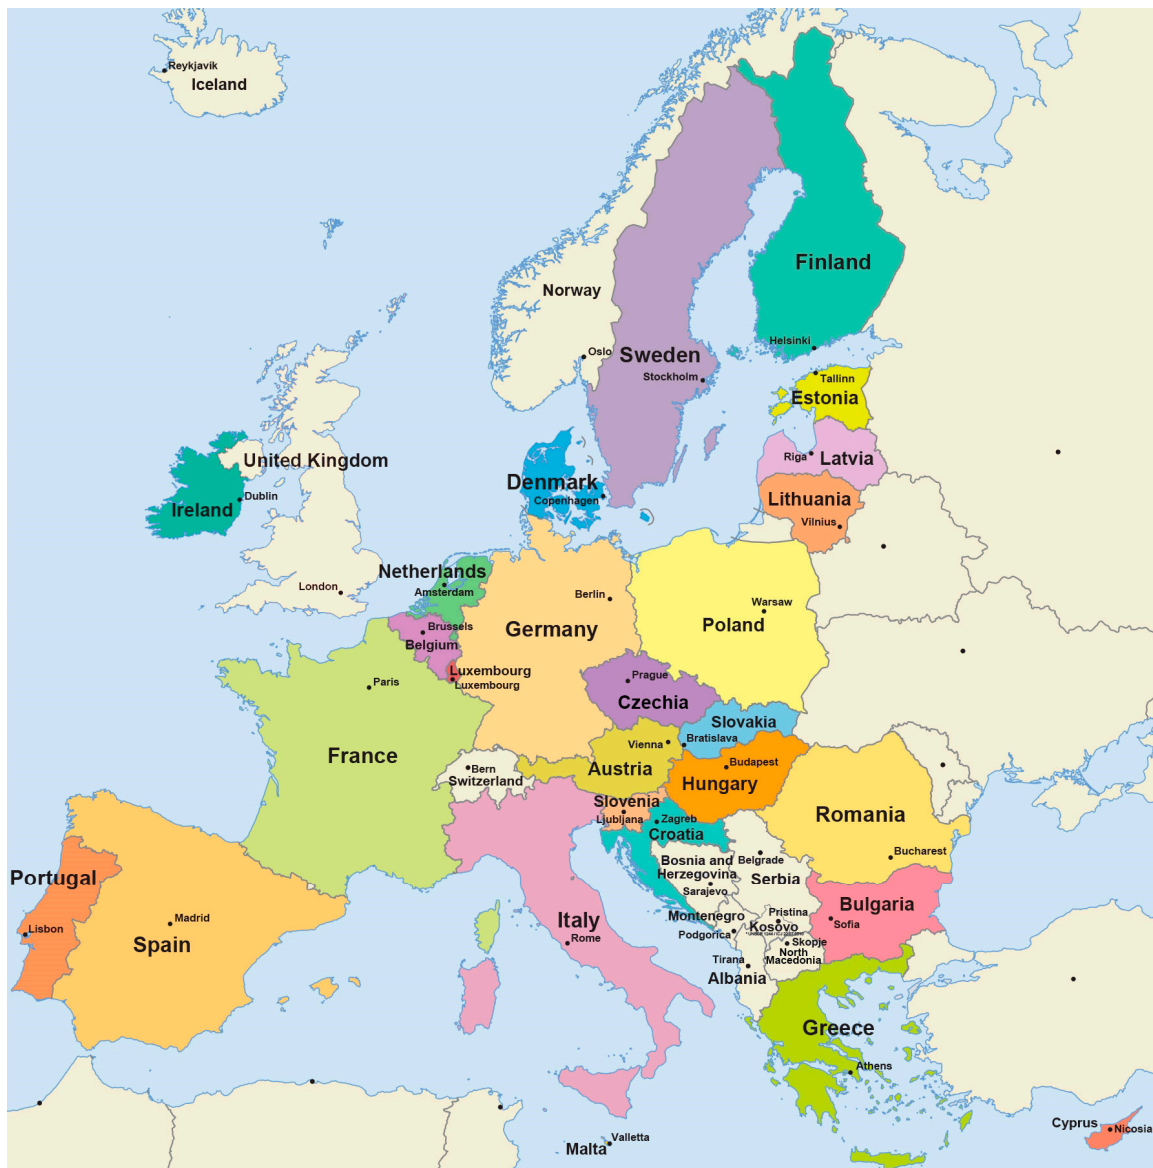 Reykjavik
Iceland
Finland
Norway
Helsinki
Oslo
Sweden
Stockholm
Tallinn
Estonia
United Kingdom
Riga
Latvia
Denmark
Copenhagen
Dublin
Ireland
Lithuania
Vilnius
Netherlands
Amsterdam
London
Berlin
Warsaw
Germany
Poland
Brussels
Belgium
Luxembourg
Luxembourg
Paris
Prague
Czechia
Slovakia
Bratislava
Vienna
France
Bern
Switzerland
Austria
Budapest
Hungary
Slovenia
Ljubljana
Zagreb
Croatia
Romania
Bucharest
Bosnia and
Herzegovina
Sarajevo
Belgrade
Serbia
Portugal
Lisbon
Madrid
Spain
Italy
Rome
Montenegro
Podgorica
Pristina
Kosovo
Bulgaria
Sofia
Skopje
North
Macedonia
Tirana
Albania
Greece
Athens
Malta
Valletta
Cyprus
Nicosia